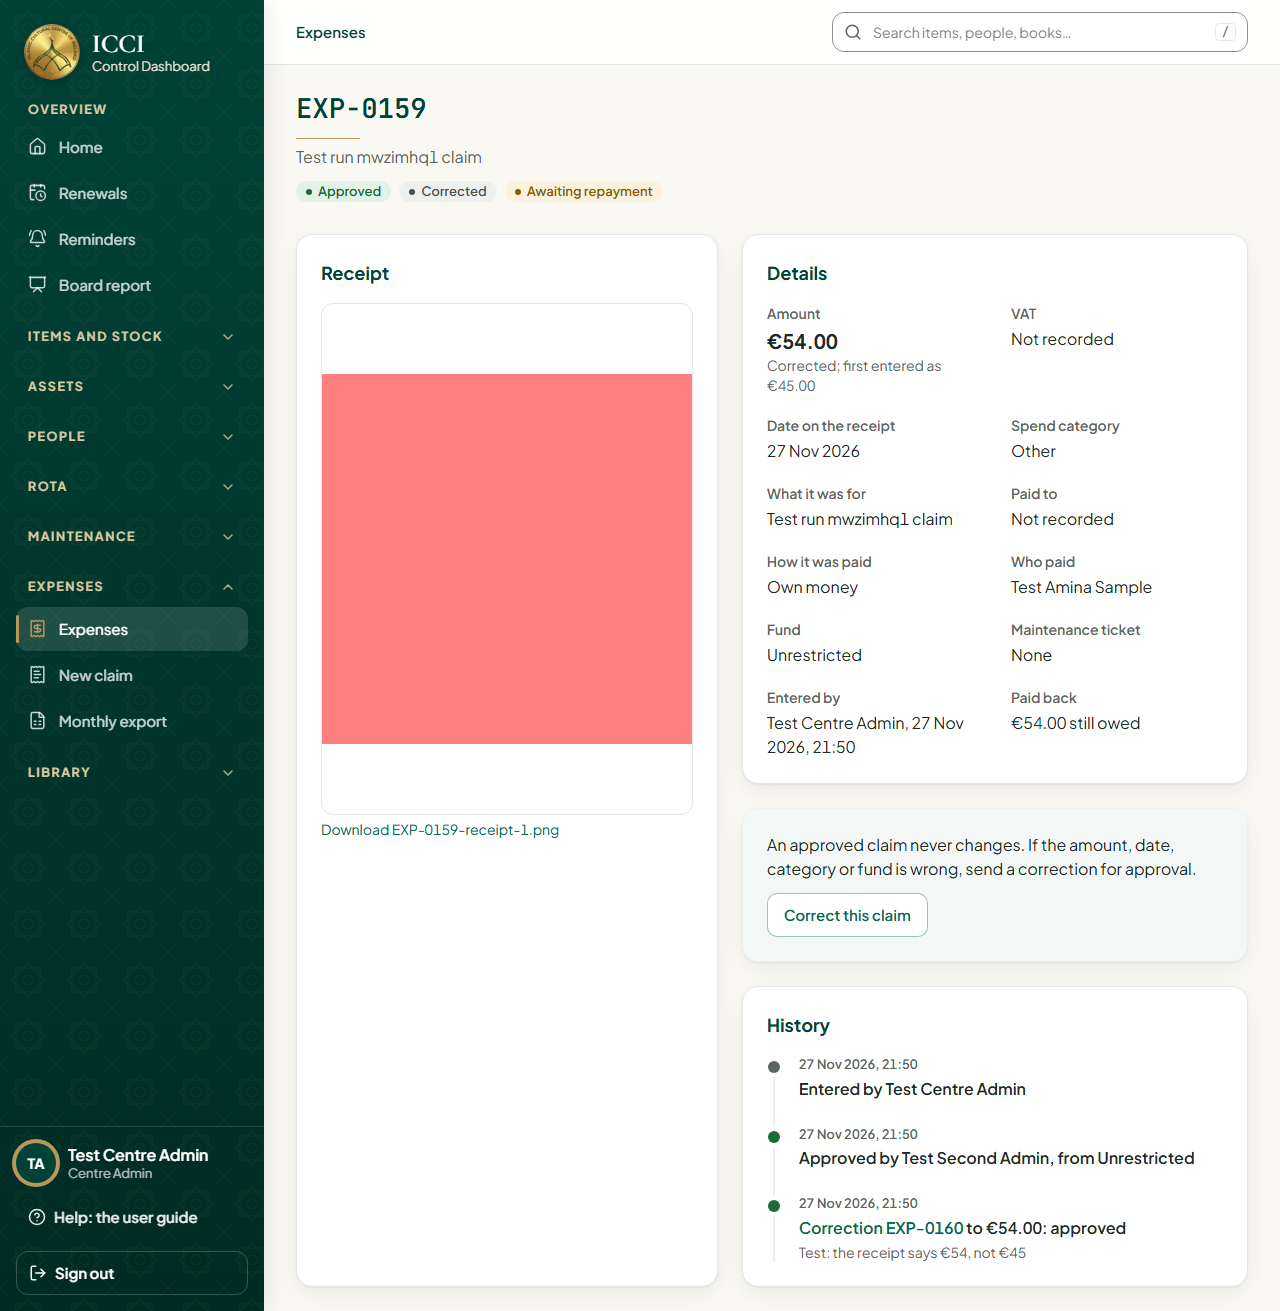 ICCI
Control Dashboard
OVERVIEW
Home
Renewals
Reminders
Board report
ITEMS AND STOCK
ASSETS
PEOPLE
ROTA
MAINTENANCE
EXPENSES
Expenses
New claim
Monthly export
LIBRARY
TA
Test Centre Admin
Centre Admin
Help: the user guide
Sign out
Expenses
Search items, people, books...
/
EXP-0159
Test run mwzimhql claim
Approved
Corrected
Awaiting repayment
Receipt
Download EXP-0159-receipt-1.png
Details
Amount
€54.00
Corrected; first entered as
€45.00
VAT
Not recorded
Date on the receipt
27 Nov 2026
Spend category
Other
What it was for
Test run mwzimhql claim
Paid to
Not recorded
How it was paid
Own money
Who paid
Test Amina Sample
Fund
Unrestricted
Maintenance ticket
None
Entered by
Test Centre Admin, 27 Nov
2026, 21:50
Paid back
€54.00 still owed
An approved claim never changes. If the amount, date,
category or fund is wrong, send a correction for approval.
Correct this claim
History
27 Nov 2026, 21:50
Entered by Test Centre Admin
27 Nov 2026, 21:50
Approved by Test Second Admin, from Unrestricted
27 Nov 2026, 21:50
Correction EXP-0160 to €54.00: approved
Test: the receipt says €54, not €45